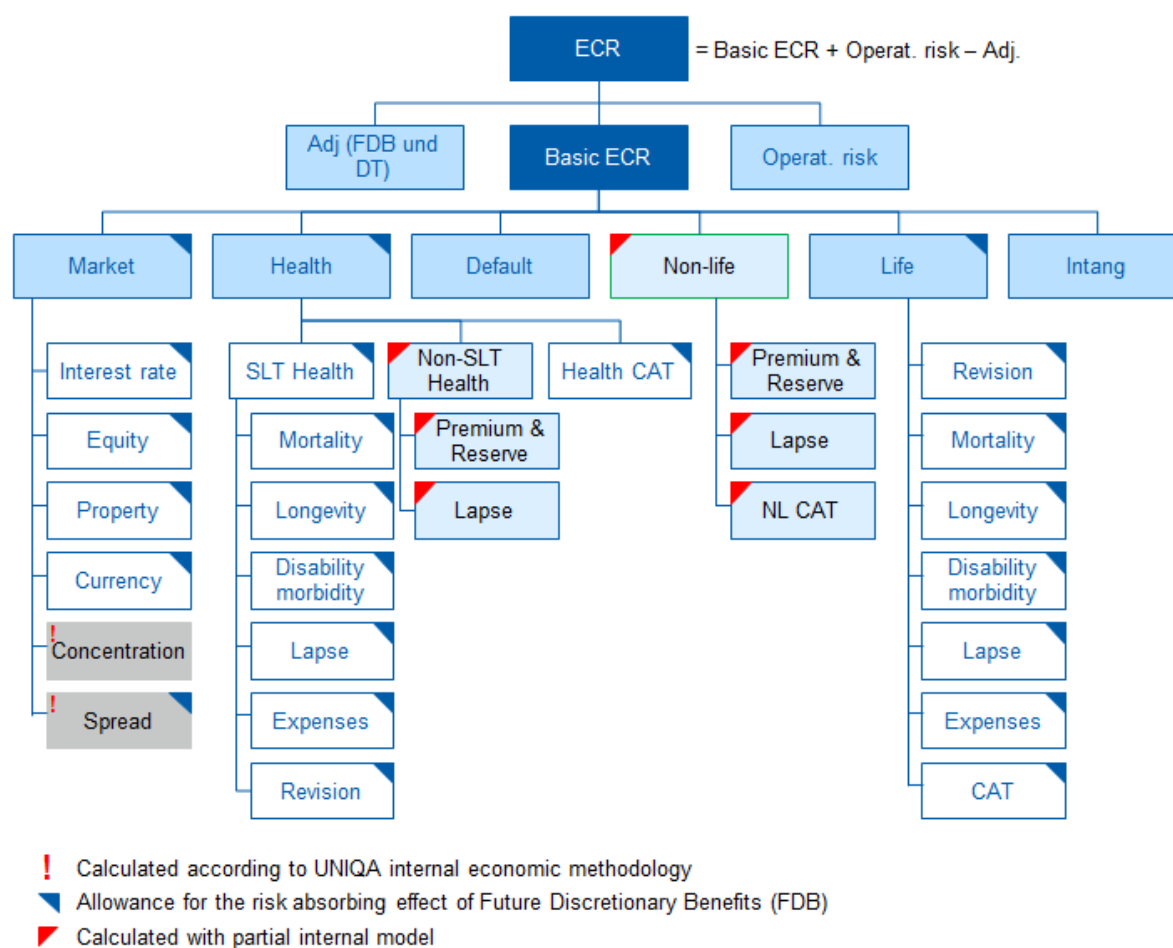 ECR
= Basic ECR + Operat. risk – Adj.
Adj (FDB und
DT)
Basic ECR
Operat. risk
Market
Health
Default
Non-life
Life
Intang
Interest rate
Equity
Property
Currency
!
Concentration
!
Spread
SLT Health
Mortality
Longevity
Disability
morbidity
Lapse
Expenses
Revision
Non-SLT
Health
Premium &
Reserve
Lapse
Health CAT
Premium &
Reserve
Lapse
NL CAT
Revision
Mortality
Longevity
Disability
morbidity
Lapse
Expenses
CAT
! Calculated according to UNIQA internal economic methodology
Allowance for the risk absorbing effect of Future Discretionary Benefits (FDB)
Calculated with partial internal model